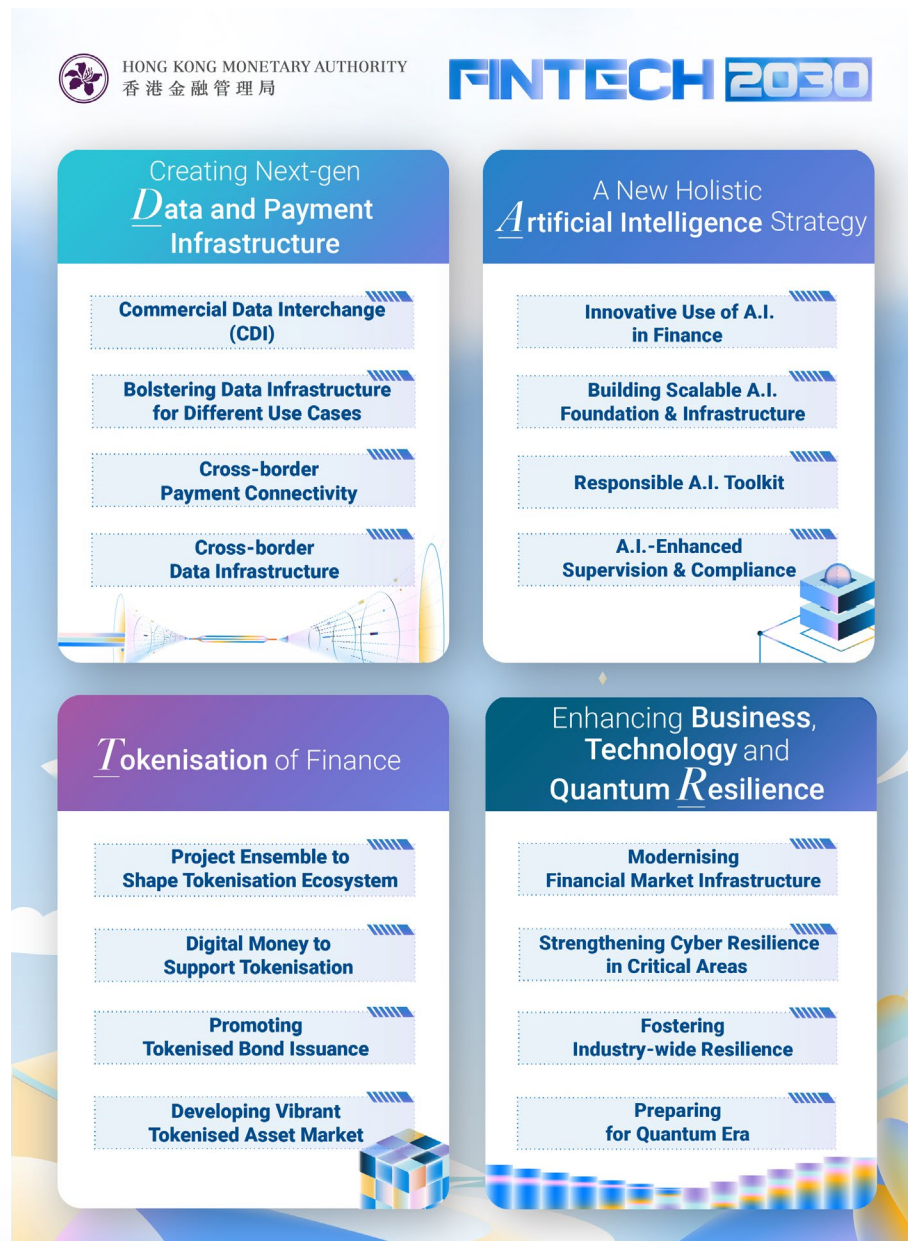 HONG KONG MONETARY AUTHORITY
香港金融管理局
FINTECH 2030
Creating Next-gen
Data and Payment
Infrastructure
Commercial Data Interchange
(CDI)
Bolstering Data Infrastructure
for Different Use Cases
Cross-border
Payment Connectivity
Cross-border
Data Infrastructure
A New Holistic
Artificial Intelligence Strategy
Innovative Use of A.I.
in Finance
Building Scalable A.I.
Foundation & Infrastructure
Responsible A.I. Toolkit
A.I.-Enhanced
Supervision & Compliance
Tokenisation of Finance
Project Ensemble to
Shape Tokenisation Ecosystem
Digital Money to
Support Tokenisation
Promoting
Tokenised Bond Issuance
Developing Vibrant
Tokenised Asset Market
Enhancing Business,
Technology and
Quantum Resilience
Modernising
Financial Market Infrastructure
Strengthening Cyber Resilience
in Critical Areas
Fostering
Industry-wide Resilience
Preparing
for Quantum Era